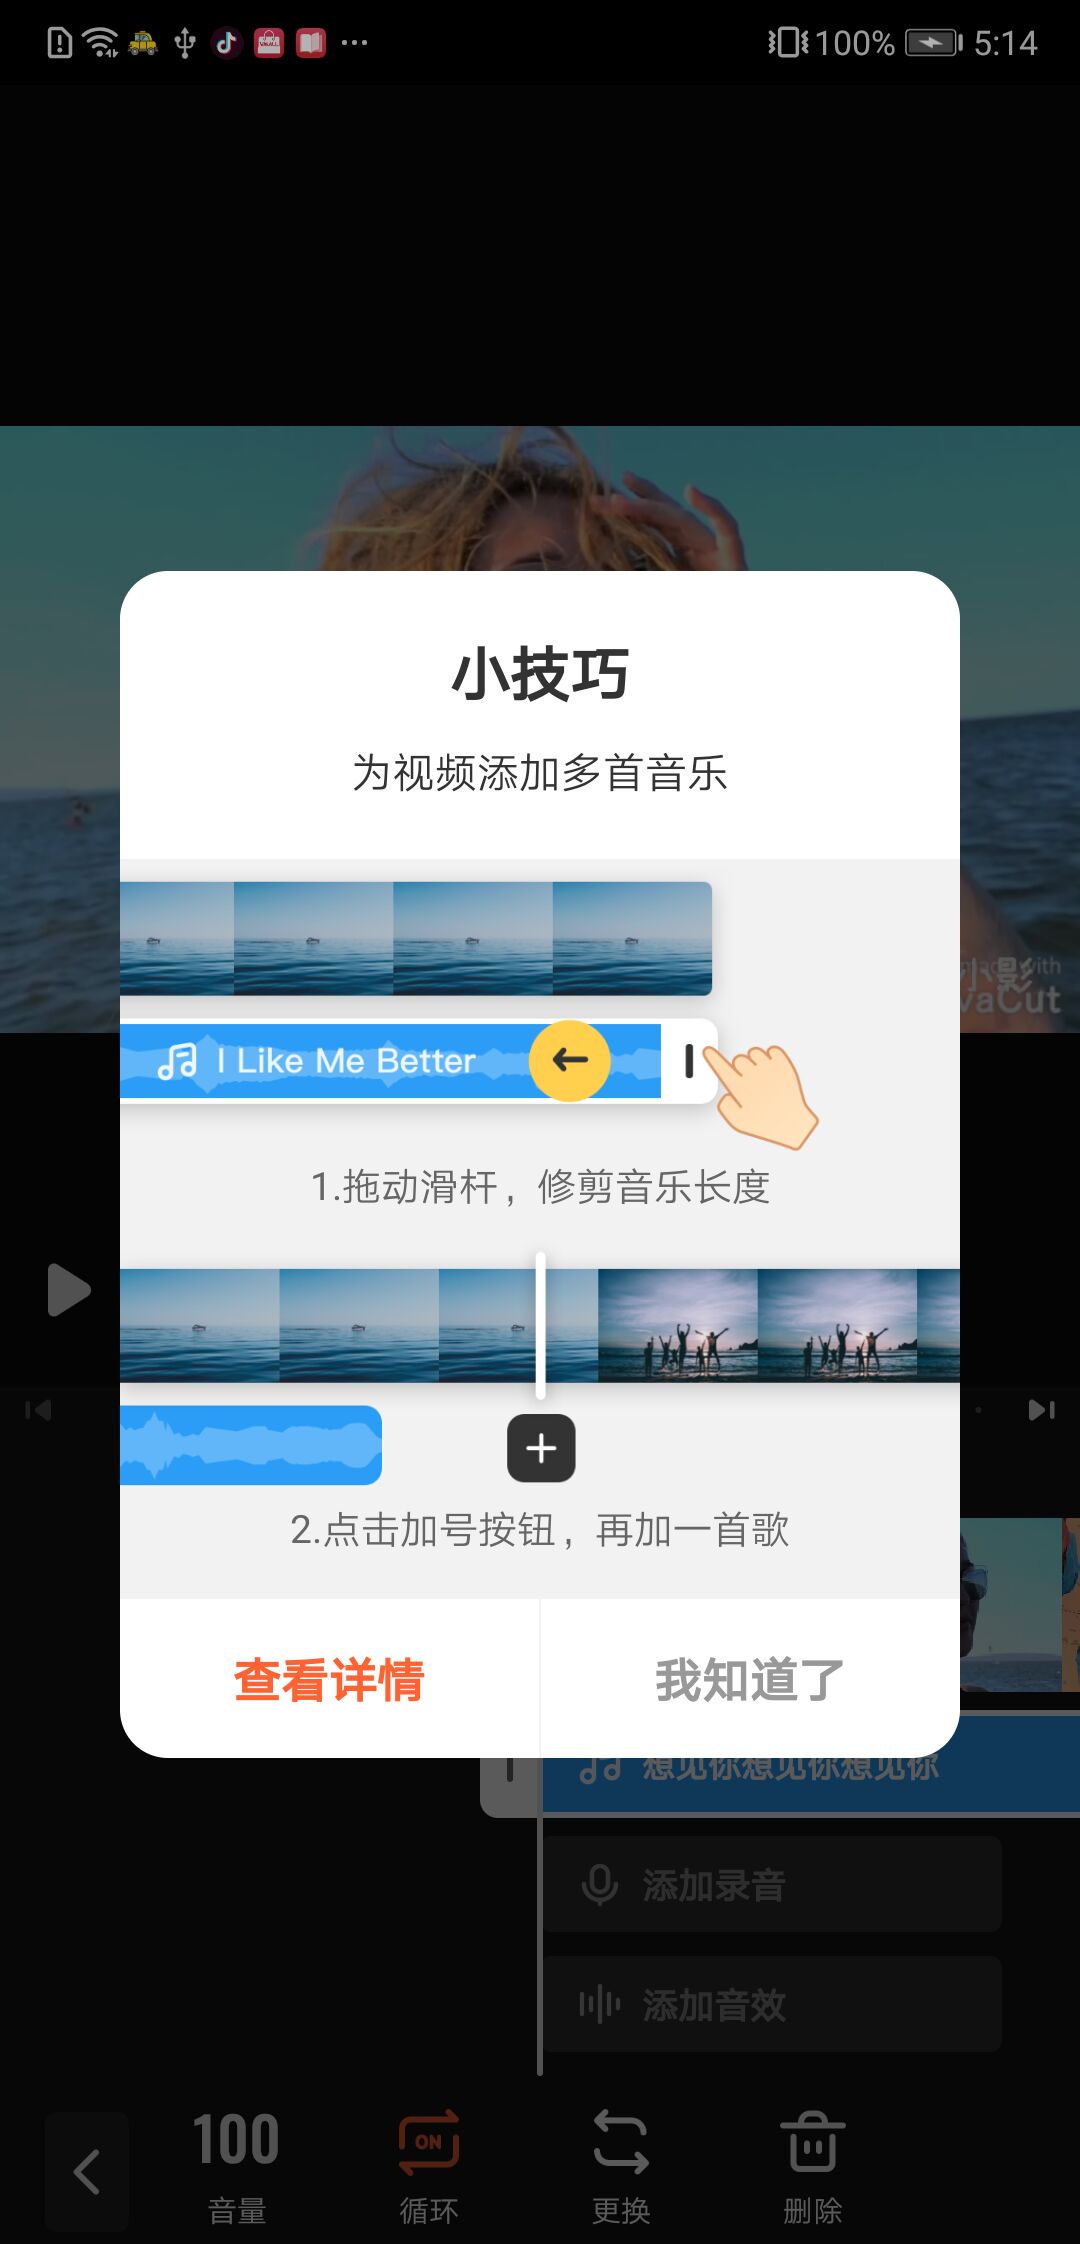 100% 5:14
小技巧
为视频添加多首音乐
I Like Me Better
1.拖动滑杆，修剪音乐长度
2.点击加号按钮，再加一首歌
查看详情
我知道了
小影
想见你想见你想见你
添加录音
添加音效
100
ON
音量
循环
更换
删除